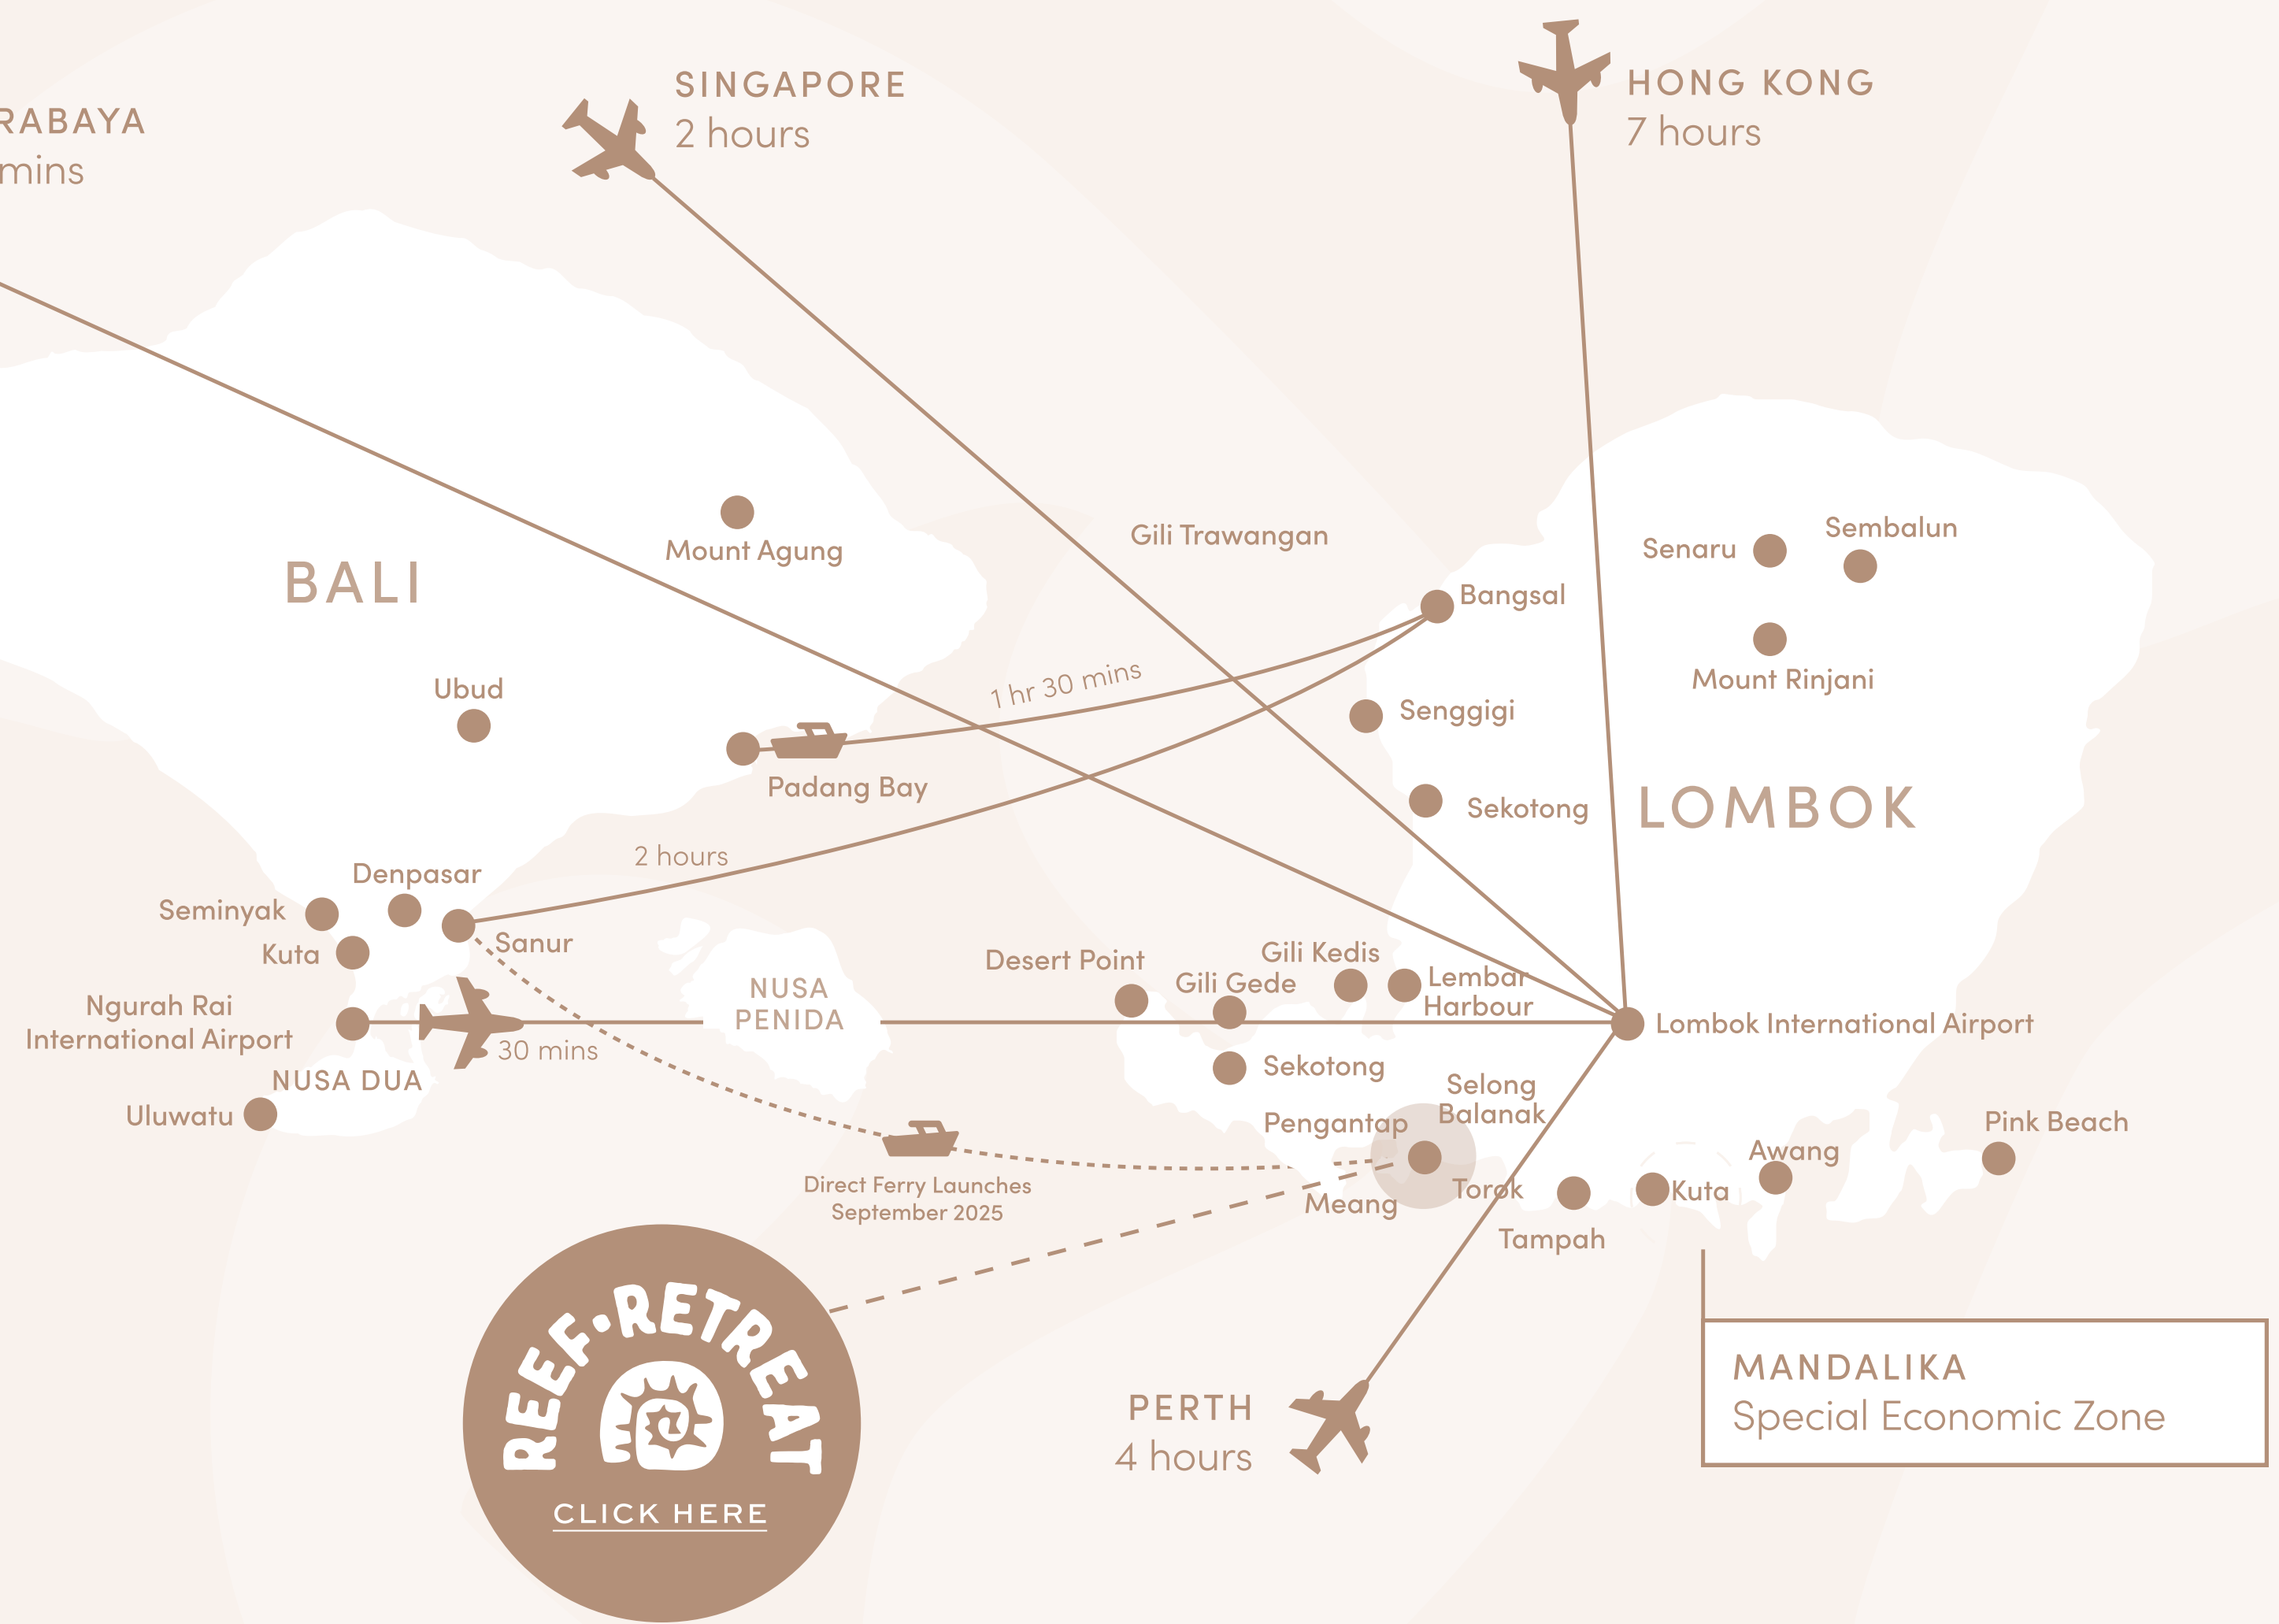 RABAYA
mins
SINGAPORE
2 hours
HONG KONG
7 hours
BALI
Mount Agung
Gili Trawangan
Senaru
Sembalun
Bangsal
Mount Rinjani
Ubud
1 hr 30 mins
Senggigi
Padang Bay
Sekotong
LOMBOK
2 hours
Denpasar
Seminyak
Kuta
Sanur
Desert Point
Gili Kedis
Gili Gede
Lembar
Harbour
NUSA
PENIDA
Ngurah Rai
International Airport
30 mins
Lombok International Airport
NUSA DUA
Uluwatu
Sekotong
Selong
Balanak
Pengantap
Pink Beach
Awang
Meang
Torok
Kuta
Tampah
Direct Ferry Launches
September 2025
REEF·RETREAT
CLICK HERE
PERTH
4 hours
MANDALIKA
Special Economic Zone